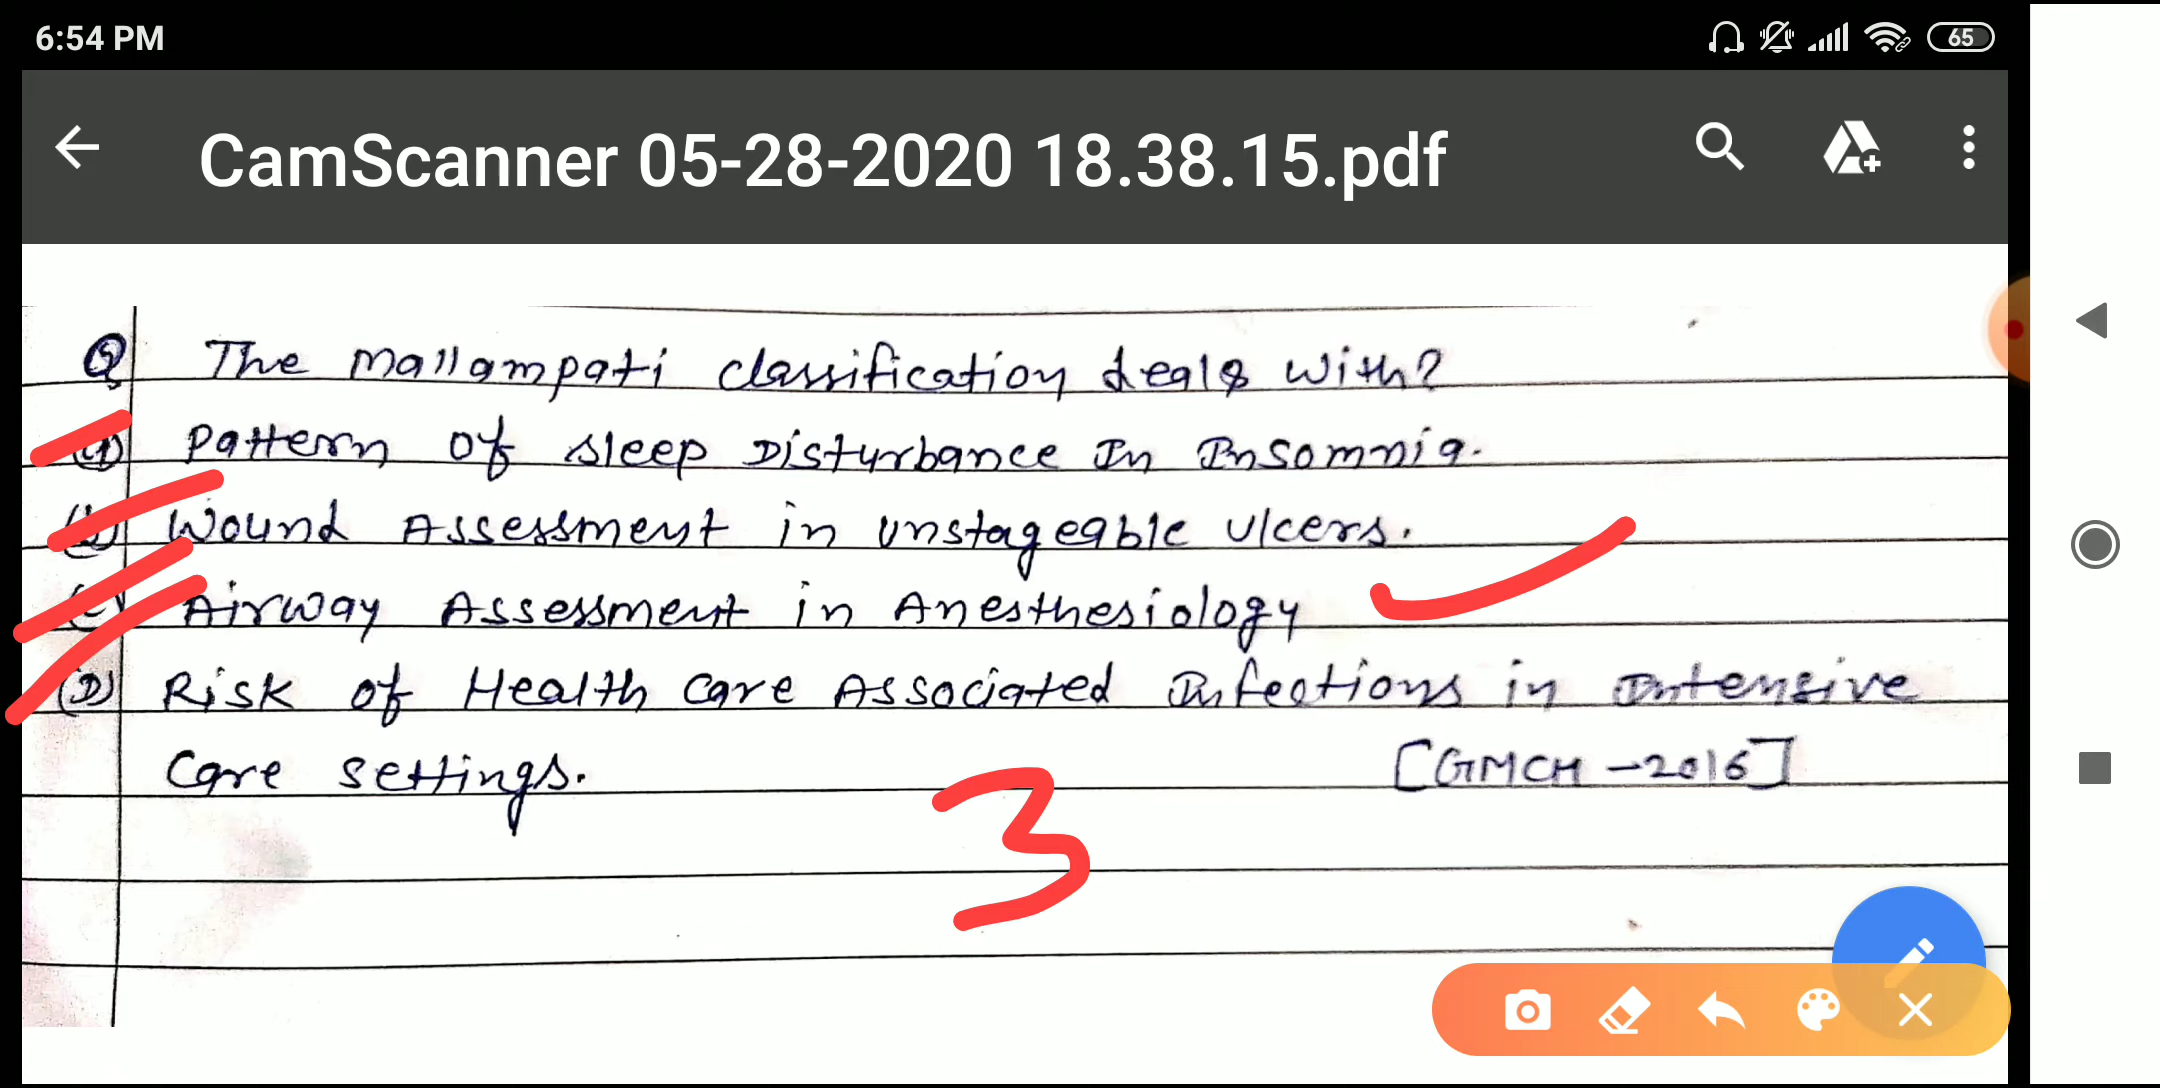 6:54 PM 65
CamScanner 05-28-2020 18.38.15.pdf
Q The Mallampati classification deals with?
(A) Pattern of sleep Disturbance In Insomnia.
(b) Wound Assessment in unstageable ulcers.
(C) Airway Assessment in Anesthesiology
(D) Risk of Health care Associated Infections in Intensive
Care settings. [GMCH -2016]
3